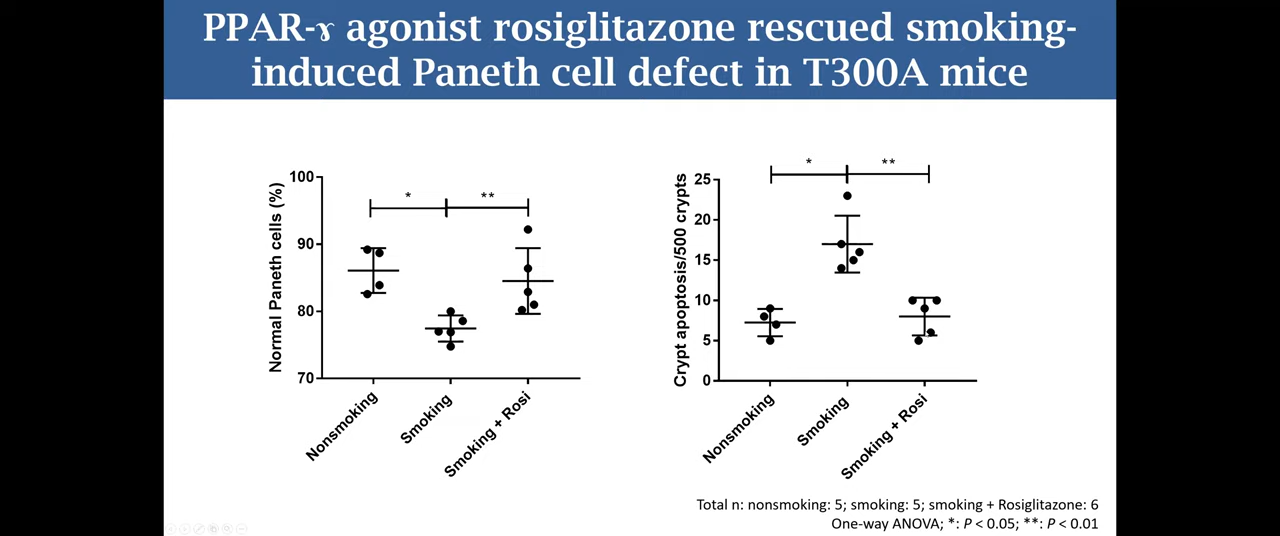 PPAR-ɤ agonist rosiglitazone rescued smoking-
induced Paneth cell defect in T300A mice
Normal Paneth cells (%)
100
90
80
70
*
**
Nonsmoking
Smoking
Smoking + Rosi
Crypt apoptosis/500 crypts
25
20
15
10
5
0
*
**
Nonsmoking
Smoking
Smoking + Rosi
Total n: nonsmoking: 5; smoking: 5; smoking + Rosiglitazone: 6
One-way ANOVA; *: P < 0.05; **: P < 0.01